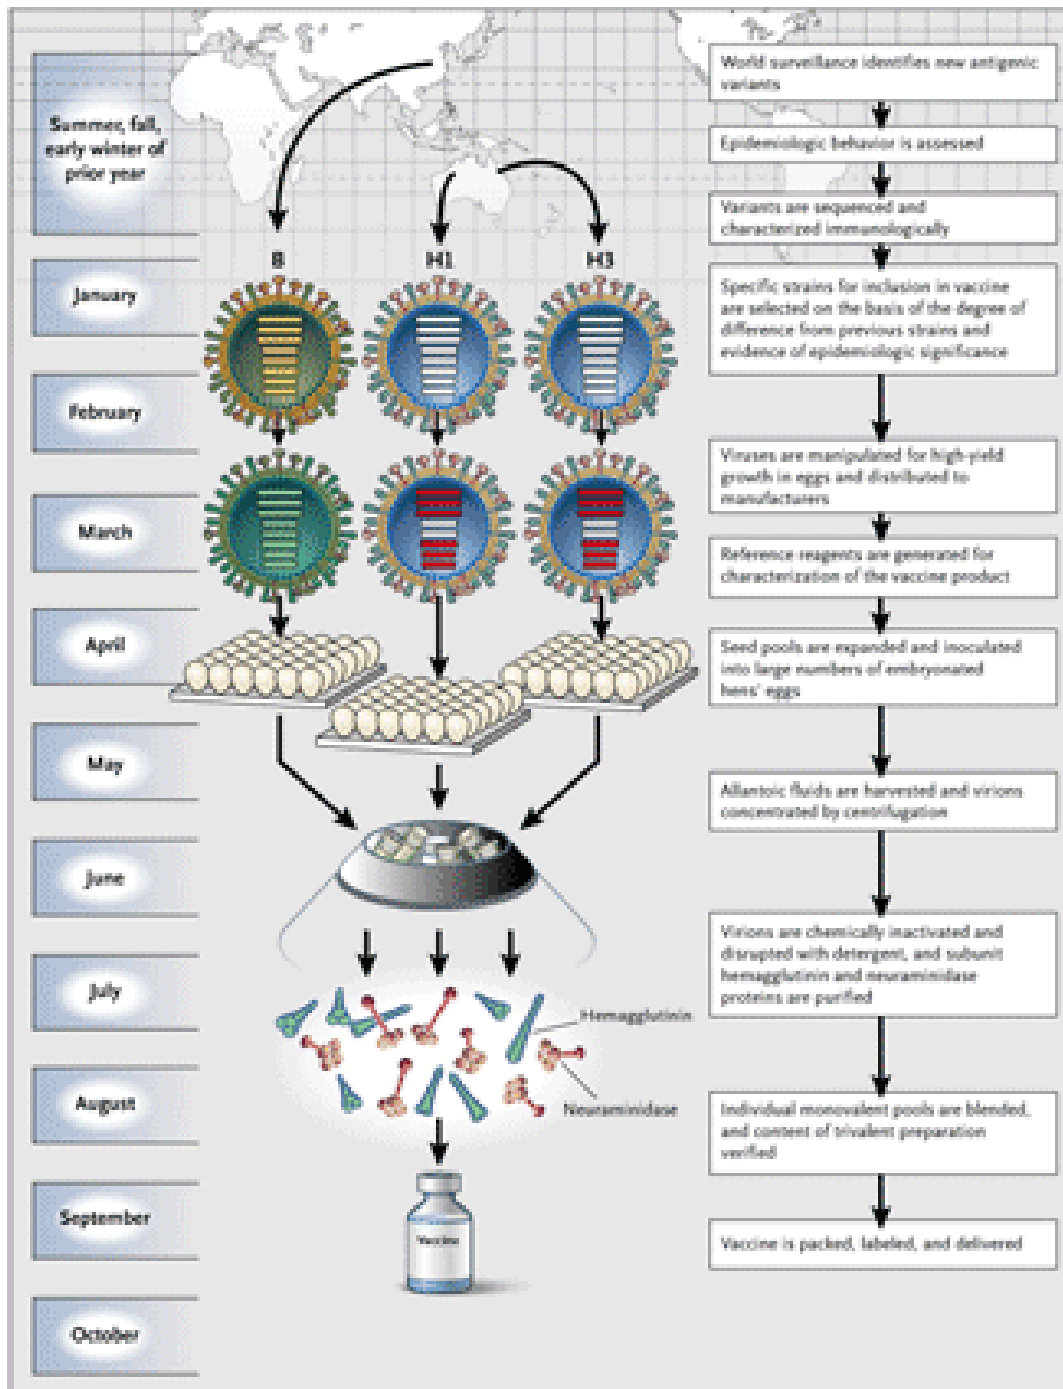 Summer, fall,
early winter of
prior year
January
February
March
April
May
June
July
August
September
October
B
H1
H3
Hemagglutinin
Neuraminidase
Vaccine
World surveillance identifies new antigenic
variants
Epidemiologic behavior is assessed
Variants are sequenced and
characterized immunologically
Specific strains for inclusion in vaccine
are selected on the basis of the degree of
difference from previous strains and
evidence of epidemiologic significance
Viruses are manipulated for high-yield
growth in eggs and distributed to
manufacturers
Reference reagents are generated for
characterization of the vaccine product
Seed pools are expanded and inoculated
into large numbers of embryonated
hens' eggs
Allantoic fluids are harvested and virions
concentrated by centrifugation
Virions are chemically inactivated and
disrupted with detergent, and subunit
hemagglutinin and neuraminidase
proteins are purified
Individual monovalent pools are blended,
and content of trivalent preparation
verified
Vaccine is packed, labeled, and delivered